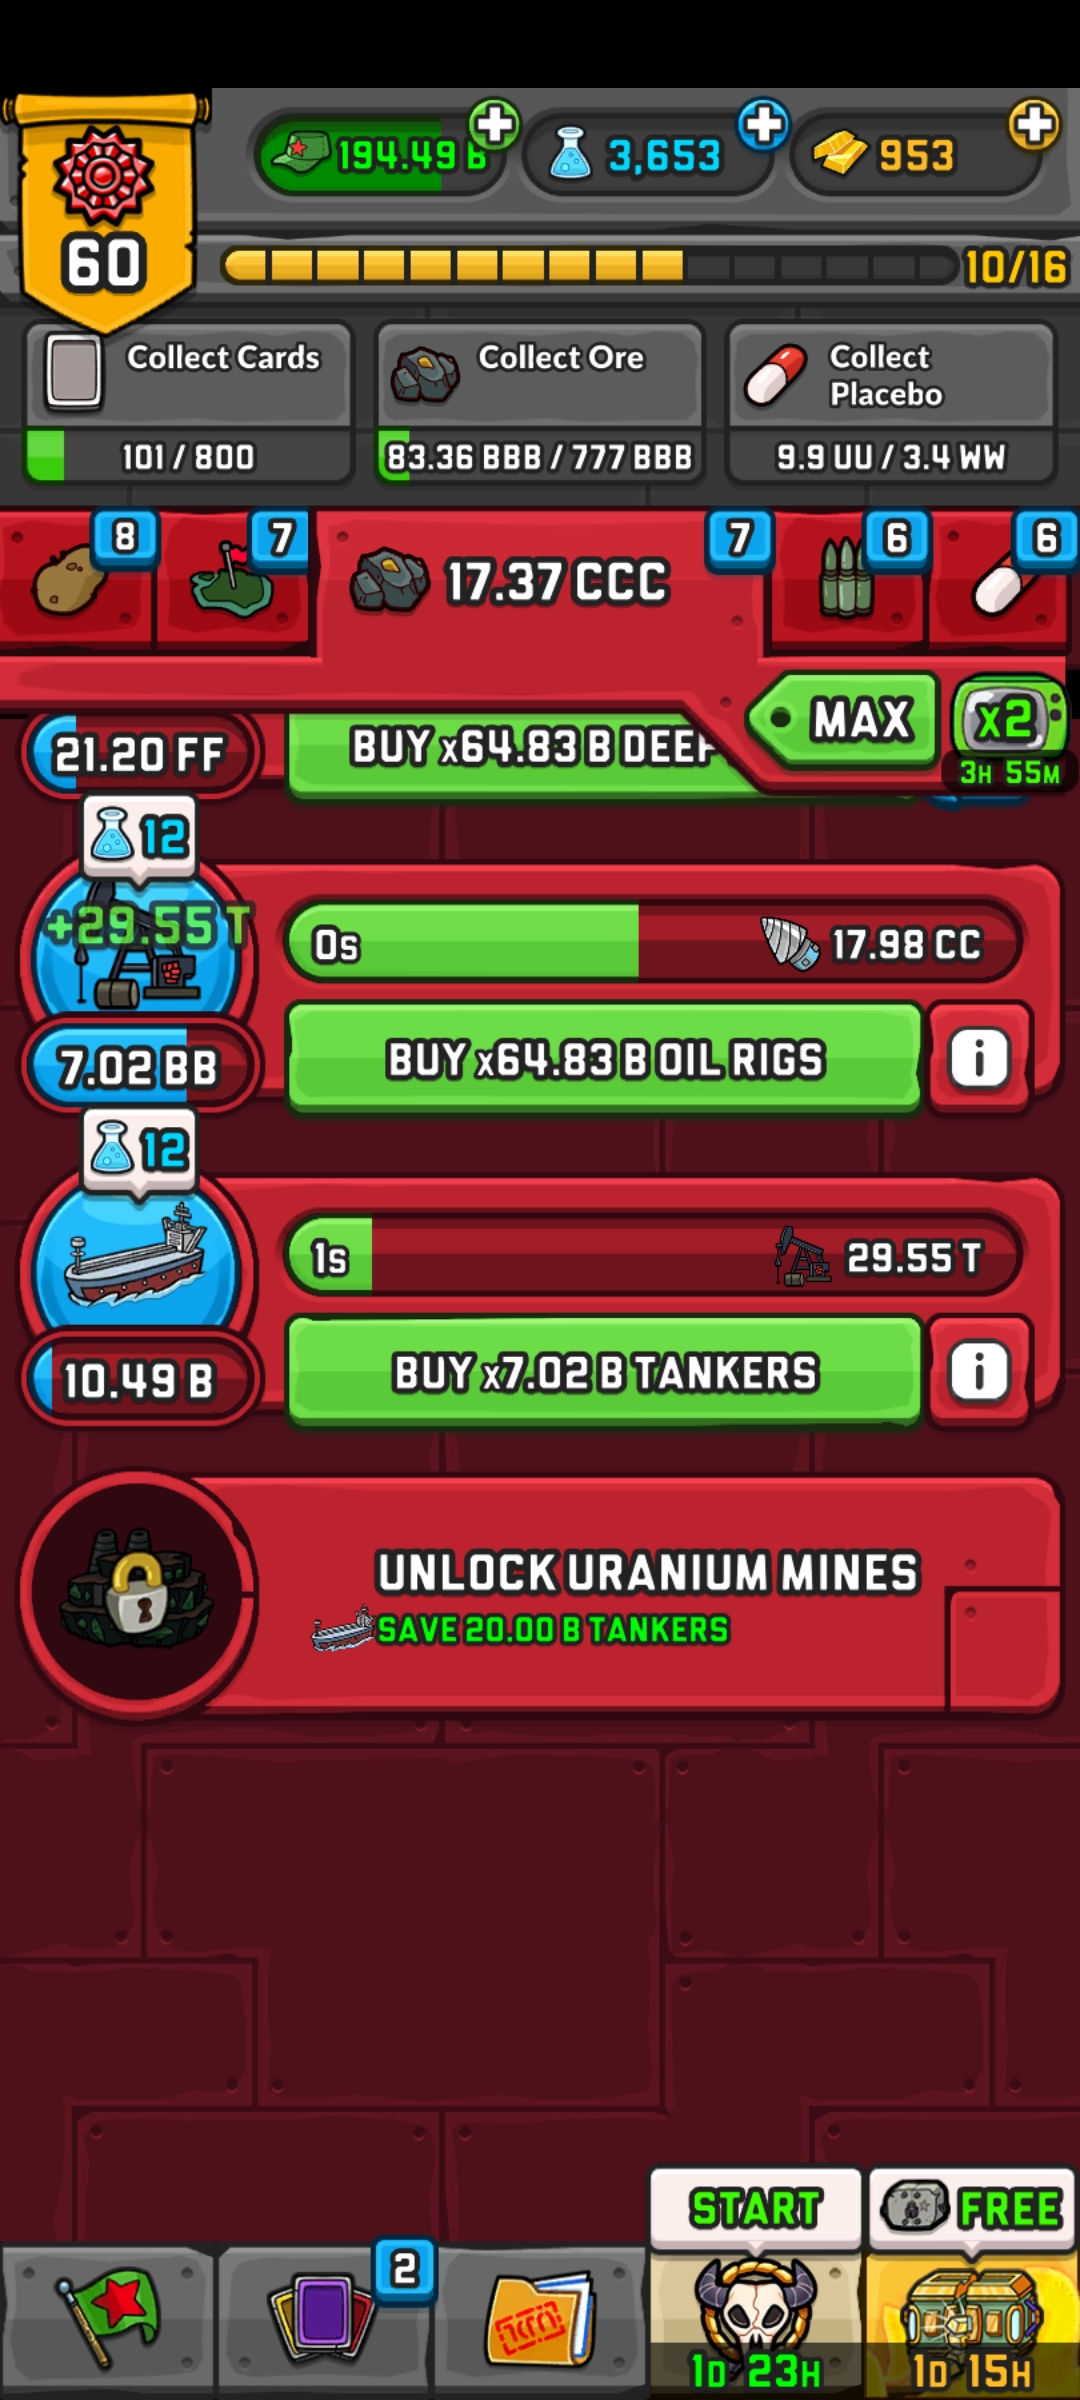 194.49 B
3,653
953
60
10/16
Collect Cards
101 / 800
Collect Ore
83.36 BBB / 777 BBB
Collect
Placebo
9.9 UU / 3.4 WW
8
7
17.37 CCC
7
6
6
MAX
x2
3H 55M
21.20 FF
BUY x64.83 B DEEP
12
+29.55 T
0s
17.98 CC
7.02 BB
BUY x64.83 B OIL RIGS
i
12
1s
29.55 T
10.49 B
BUY x7.02 B TANKERS
i
UNLOCK URANIUM MINES
SAVE 20.00 B TANKERS
START
FREE
2
1D 23H
1D 15H